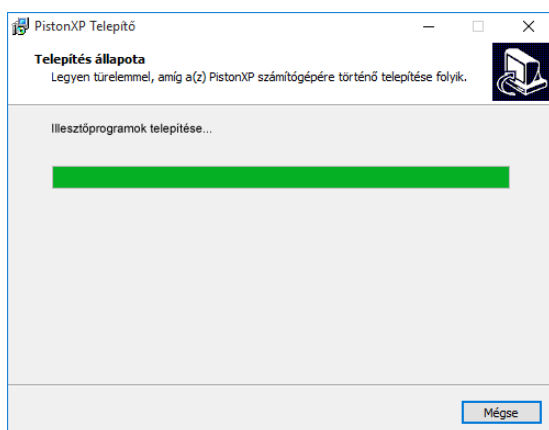 PistonXP Telepítő
Telepítés állapota
Legyen türelemmel, amíg a(z) PistonXP számítógépére történő telepítése folyik.
Illesztőprogramok telepítése...
Mégse